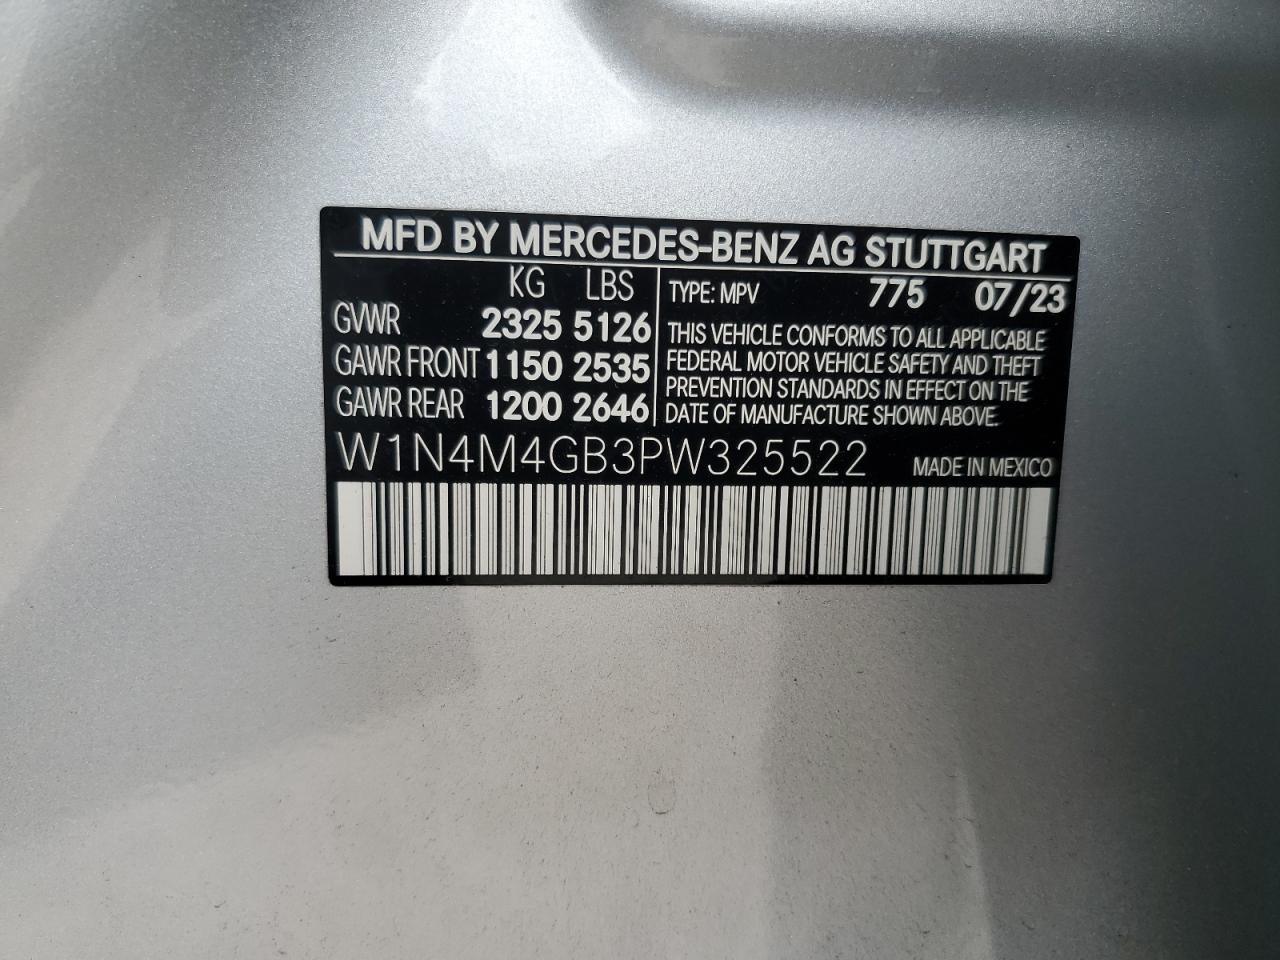 MFD BY MERCEDES-BENZ AG STUTTGART
KG LBS
GVWR 2325 5126
GAWR FRONT 1150 2535
GAWR REAR 1200 2646
TYPE: MPV 775 07/23
THIS VEHICLE CONFORMS TO ALL APPLICABLE
FEDERAL MOTOR VEHICLE SAFETY AND THEFT
PREVENTION STANDARDS IN EFFECT ON THE
DATE OF MANUFACTURE SHOWN ABOVE.
W1N4M4GB3PW325522 MADE IN MEXICO